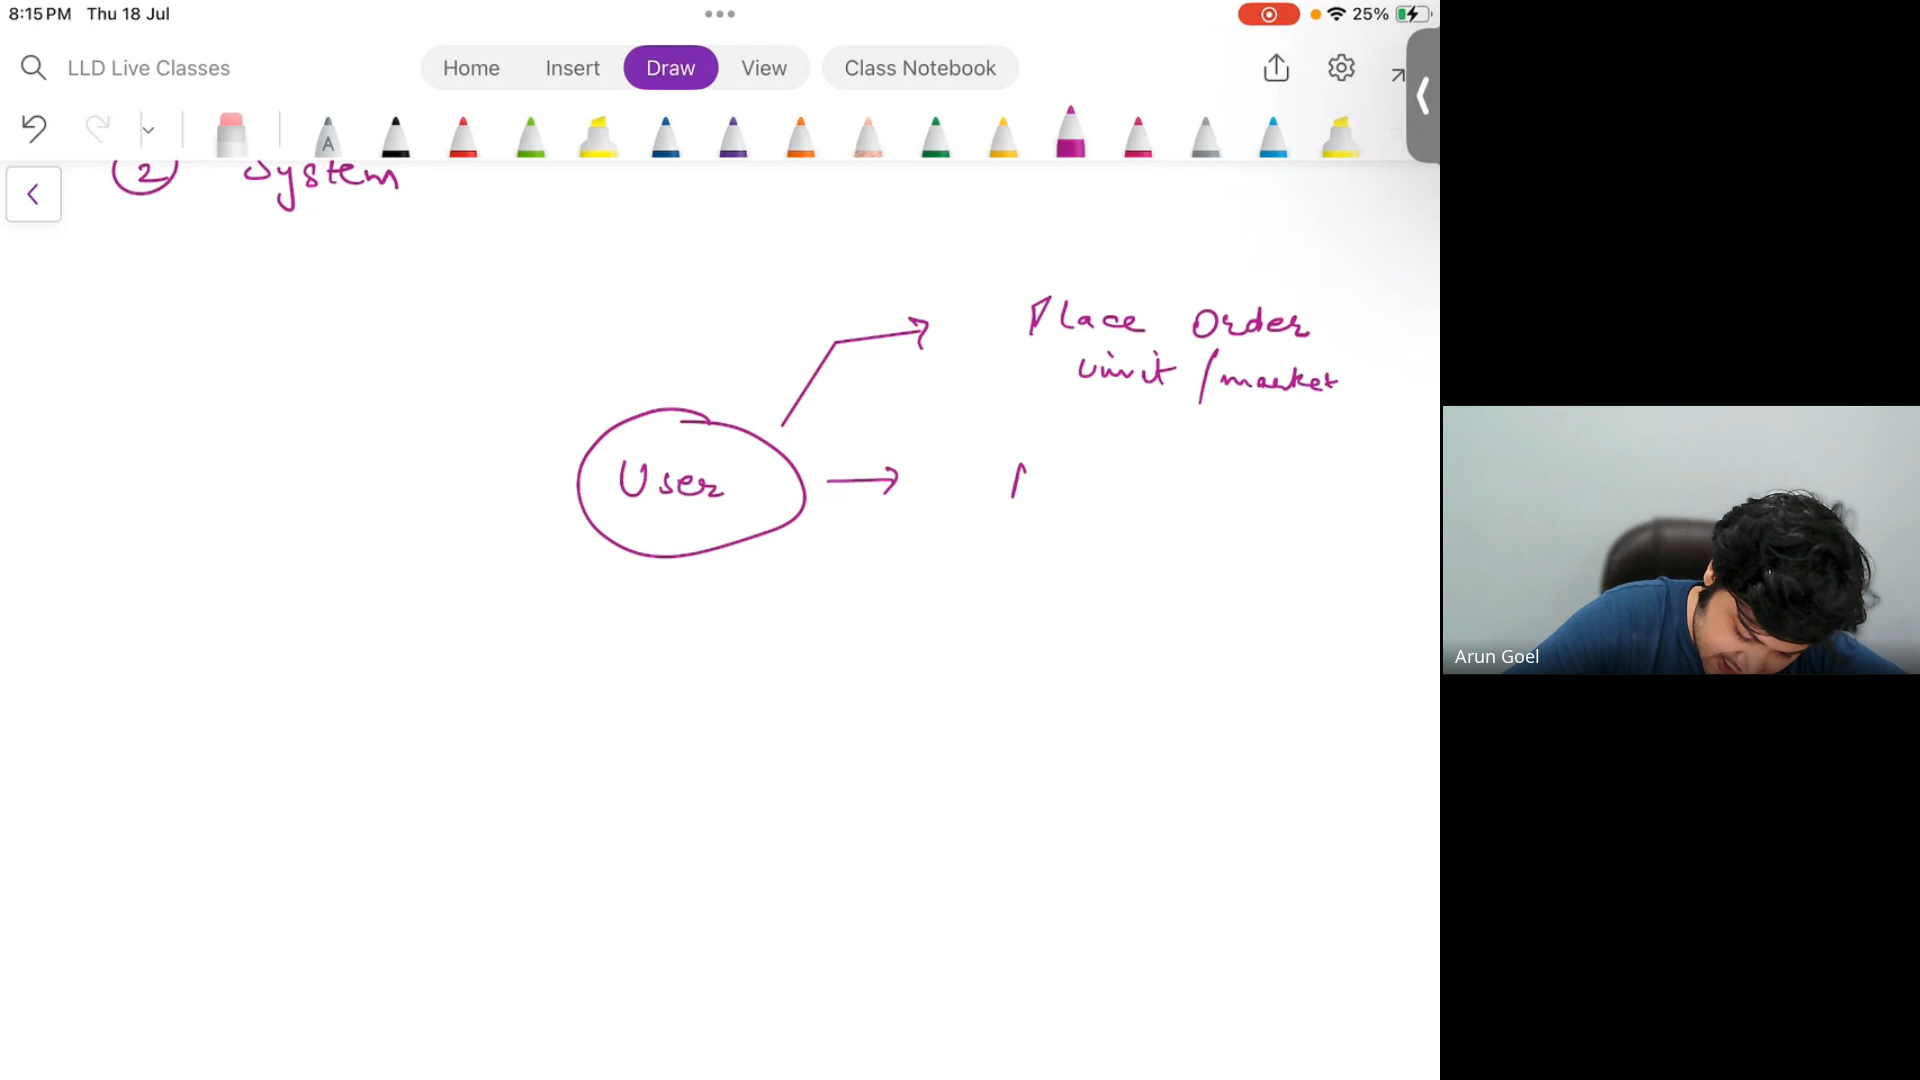 8:15 PM Thu 18 Jul
25%
LLD Live Classes
Home Insert Draw View Class Notebook
A
2 System
Place Order
limit / market
User
Arun Goel